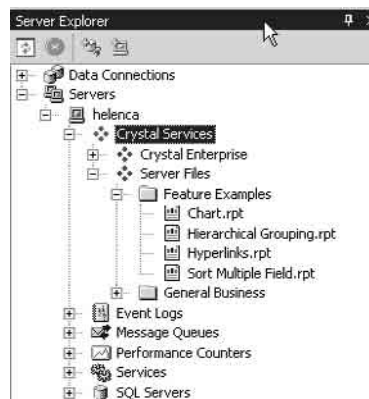 Server Explorer
Data Connections
Servers
helenca
Crystal Services
Crystal Enterprise
Server Files
Feature Examples
Chart.rpt
Hierarchical Grouping.rpt
Hyperlinks.rpt
Sort Multiple Field.rpt
General Business
Event Logs
Message Queues
Performance Counters
Services
SQL Servers